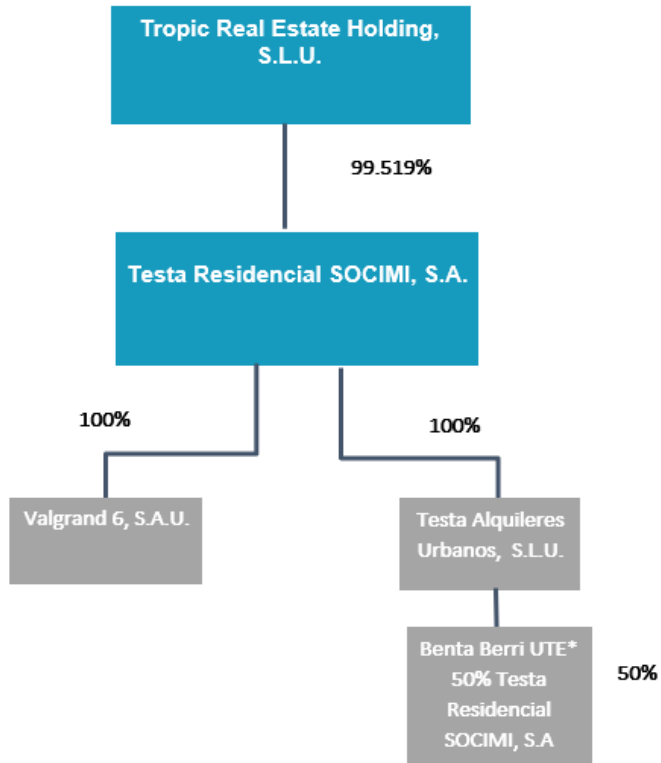 Tropic Real Estate Holding,
S.L.U.
99.519%
Testa Residencial SOCIMI, S.A.
100%
100%
Valgrand 6, S.A.U.
Testa Alquileres
Urbanos, S.L.U.
Benta Berri UTE*
50% Testa
Residencial
SOCIMI, S.A
50%